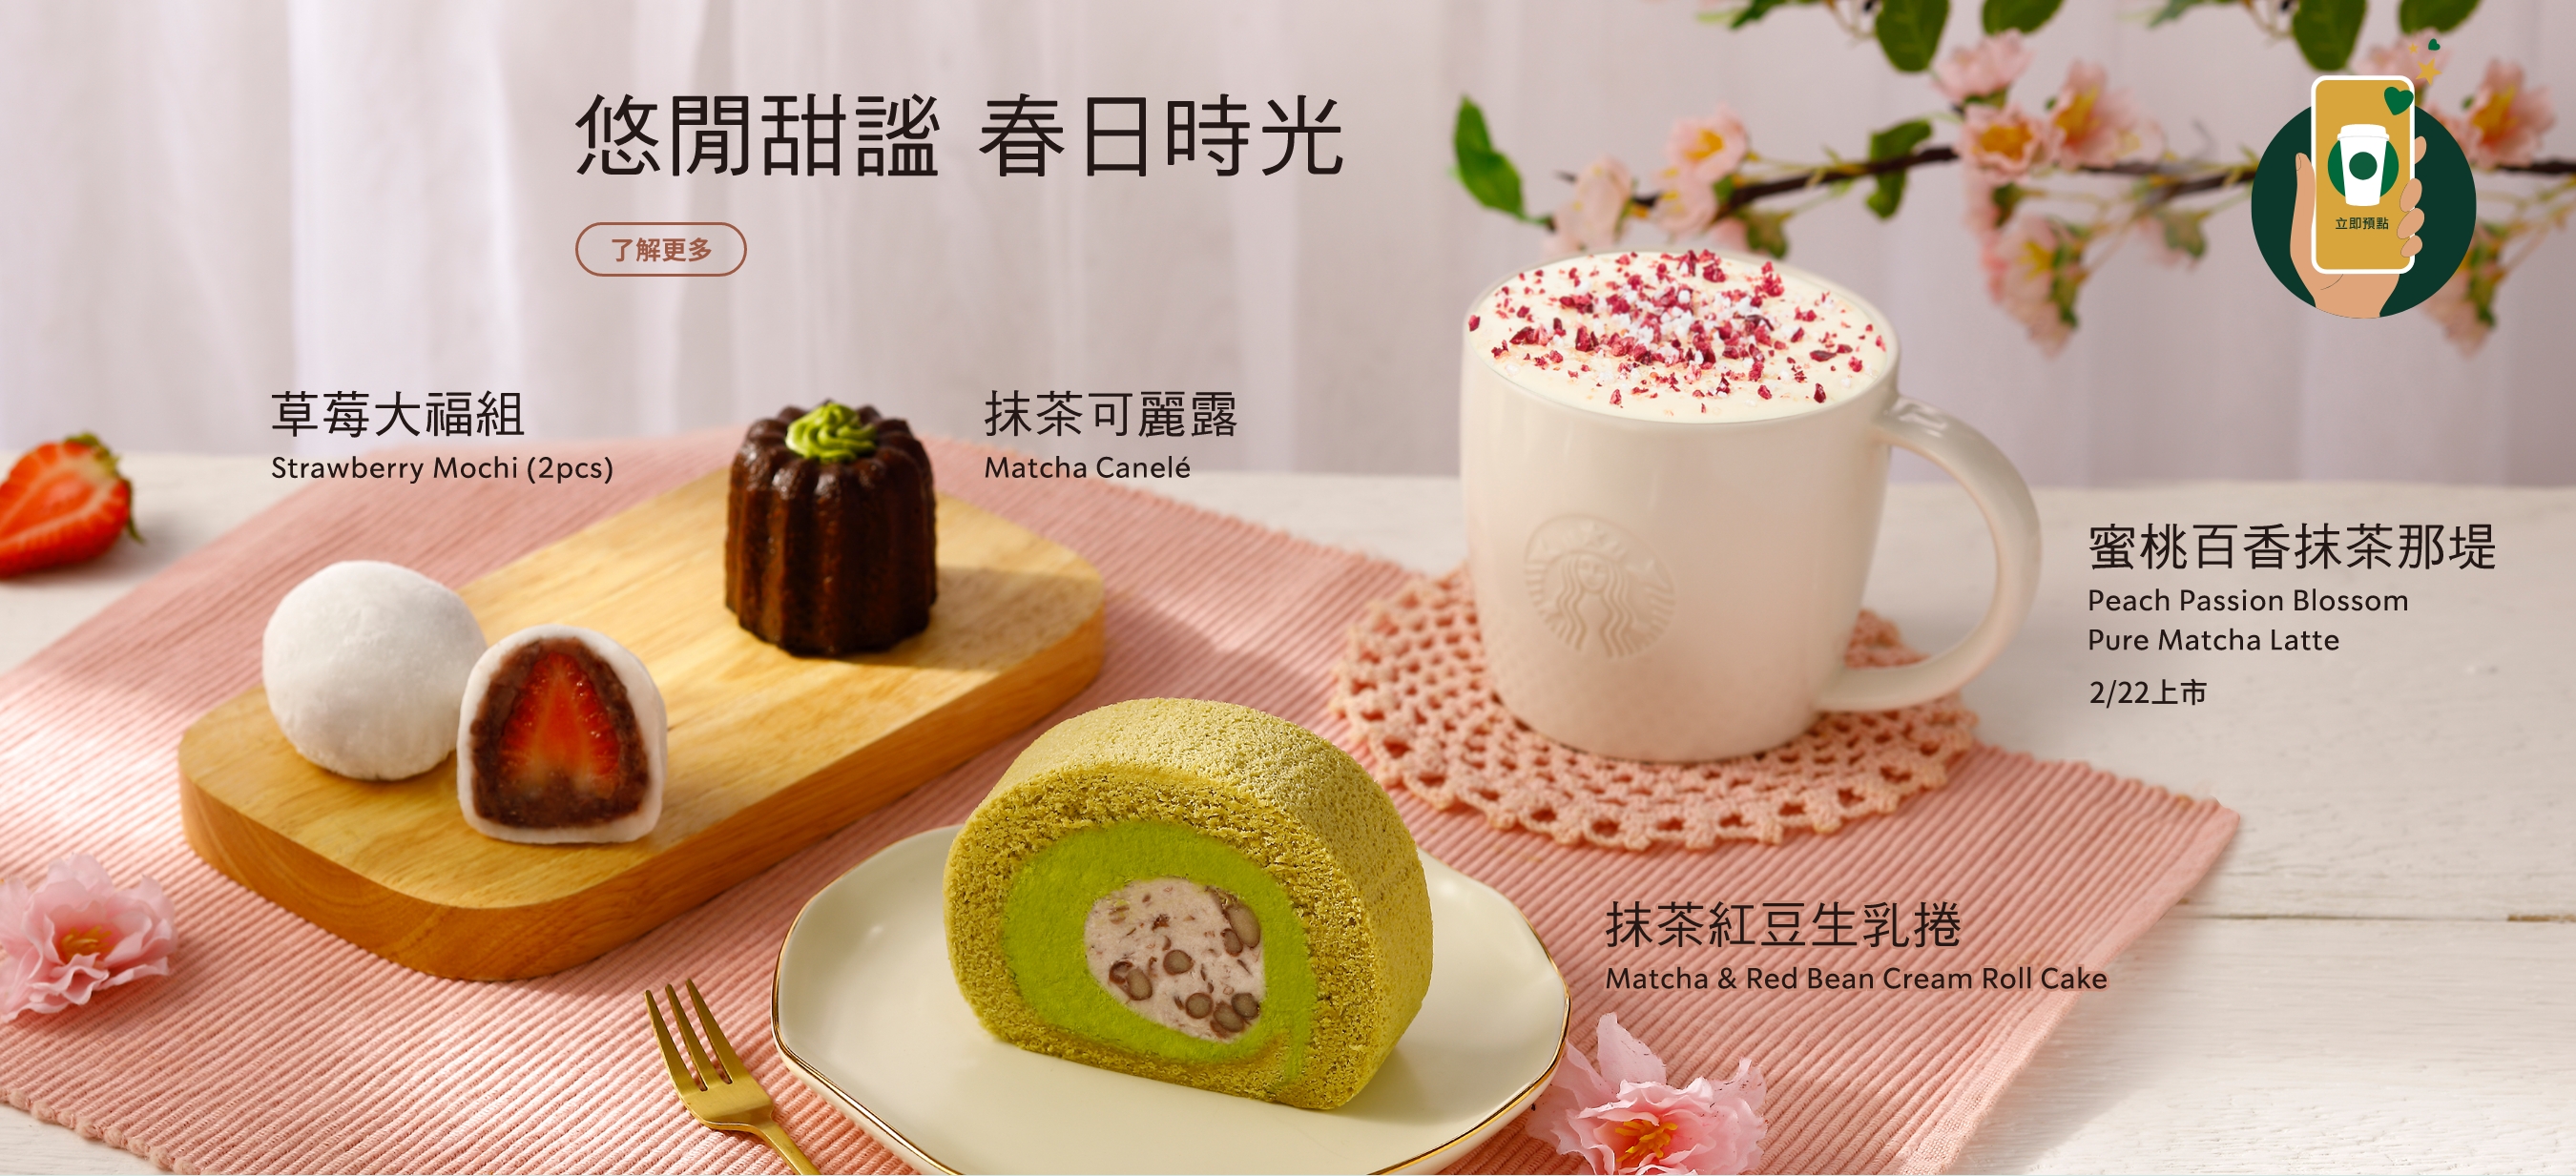 悠閒甜謐 春日時光
了解更多
立即預點
草莓大福組
Strawberry Mochi (2pcs)
抹茶可麗露
Matcha Canelé
蜜桃百香抹茶那堤
Peach Passion Blossom
Pure Matcha Latte
2/22上市
抹茶紅豆生乳捲
Matcha & Red Bean Cream Roll Cake